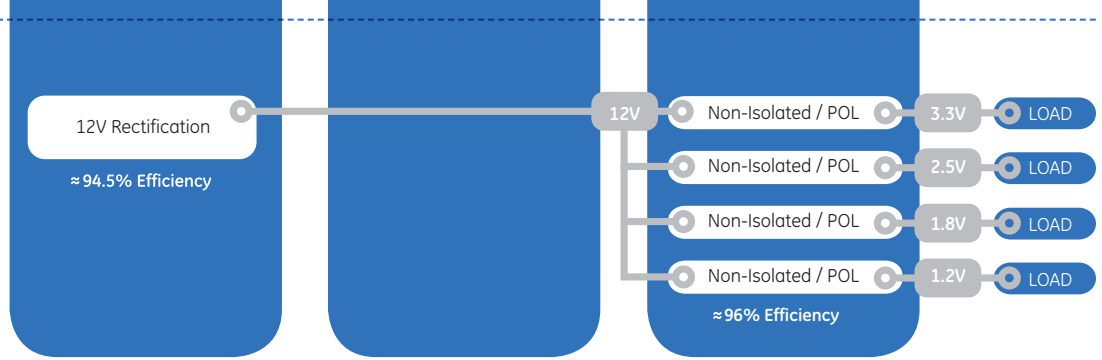 12V Rectification
≈94.5% Efficiency
12V
Non-Isolated / POL
3.3V
LOAD
Non-Isolated / POL
2.5V
LOAD
Non-Isolated / POL
1.8V
LOAD
Non-Isolated / POL
1.2V
LOAD
≈96% Efficiency